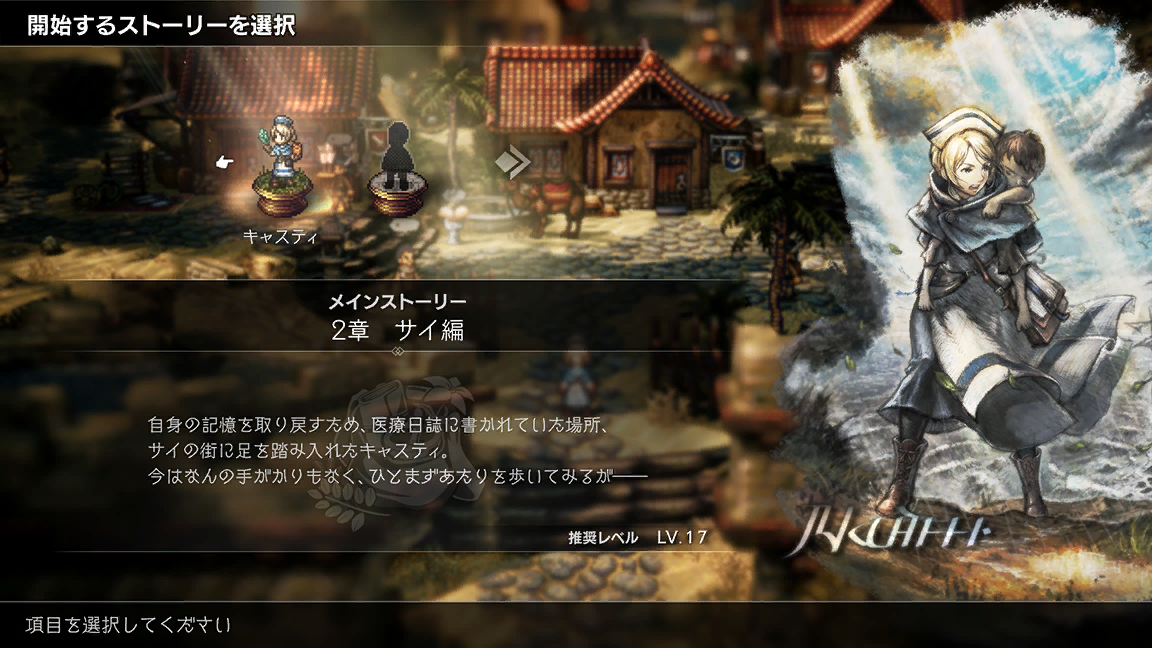 開始するストーリーを選択
キャスティ
メインストーリー
2章 サイ編
自身の記憶を取り戻すため、医療日誌に書かれていた場所、
サイの街に足を踏み入れたキャスティ。
今はなんの手がかりもなく、ひとまずあたりを歩いてみるが――
推奨レベル LV.17
項目を選択してください